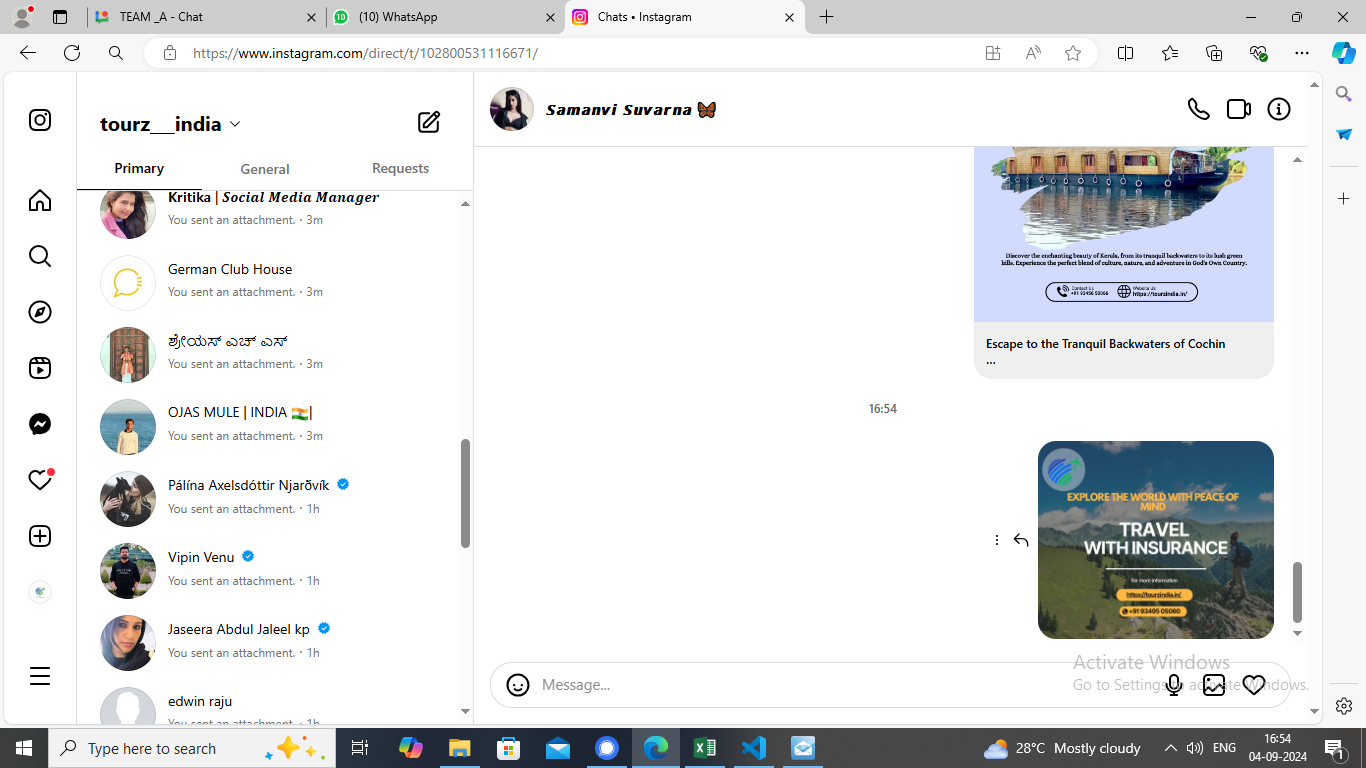 TEAM _A - Chat
(10) WhatsApp
Chats • Instagram
https://www.instagram.com/direct/t/102800531116671/
tourz___india
Primary
General
Requests
Kritika | Social Media Manager
You sent an attachment. · 3m
German Club House
You sent an attachment. · 3m
ಶ್ರೇಯಸ್ ಎಚ್ ಎಸ್
You sent an attachment. · 3m
OJAS MULE | INDIA 🇮🇳|
You sent an attachment. · 3m
Pálína Axelsdóttir Njarðvík
You sent an attachment. · 1h
Vipin Venu
You sent an attachment. · 1h
Jaseera Abdul Jaleel kp
You sent an attachment. · 1h
edwin raju
You sent an attachment. · 1h
Samanvi Suvarna 🦋
Discover the enchanting beauty of Kerala, from its tranquil backwaters to its lush green
hills. Experience the perfect blend of culture, nature, and adventure in God's Own Country.
Contact Us
Website Us
https://tourzindia.in/
Escape to the Tranquil Backwaters of Cochin
...
16:54
EXPLORE THE WORLD WITH PEACE OF
MIND
TRAVEL
WITH INSURANCE
for more information
https://tourzindia.in/
+91 93495 05060
Message...
Activate Windows
Go to Settings to activate Windows.
Type here to search
28°C Mostly cloudy
ENG
16:54
04-09-2024
1